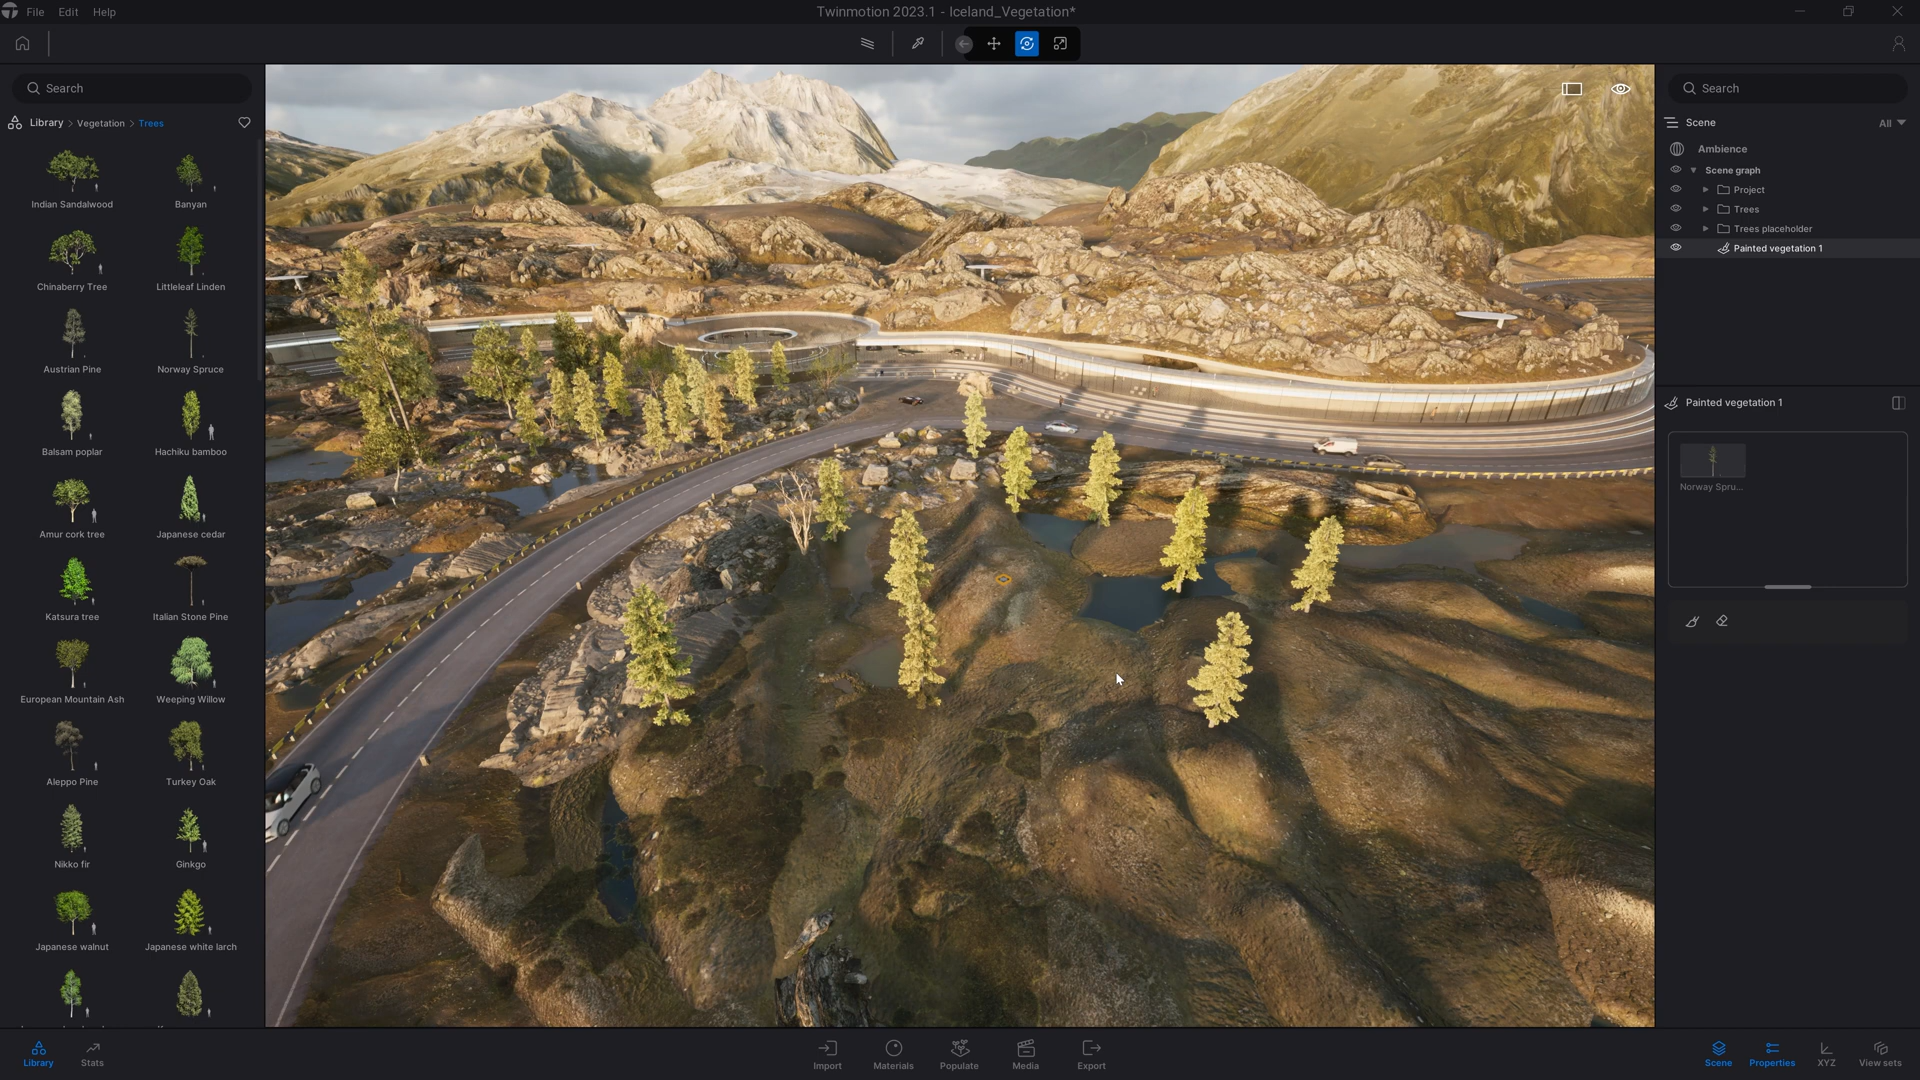 File Edit Help
Twinmotion 2023.1 - Iceland_Vegetation*
Search
Library > Vegetation > Trees
Indian Sandalwood
Banyan
Chinaberry Tree
Littleleaf Linden
Austrian Pine
Norway Spruce
Balsam poplar
Hachiku bamboo
Amur cork tree
Japanese cedar
Katsura tree
Italian Stone Pine
European Mountain Ash
Weeping Willow
Aleppo Pine
Turkey Oak
Nikko fir
Ginkgo
Japanese walnut
Japanese white larch
Search
Scene
All
Ambience
Scene graph
Project
Trees
Trees placeholder
Painted vegetation 1
Painted vegetation 1
Norway Spru...
Library
Stats
Import
Materials
Populate
Media
Export
Scene
Properties
XYZ
View sets